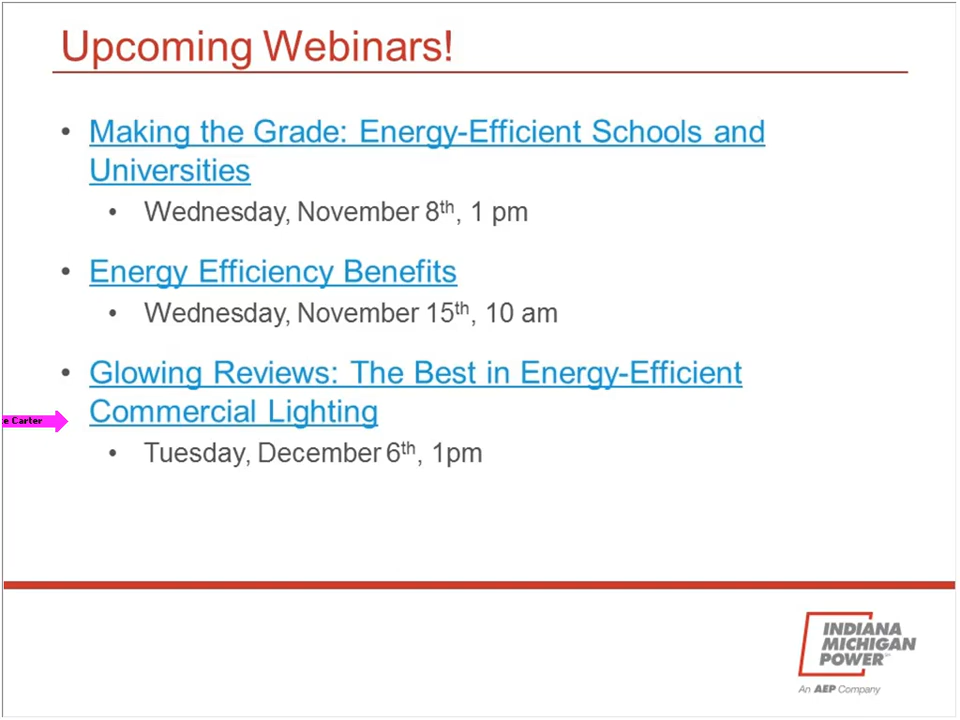 Upcoming Webinars!
• Making the Grade: Energy-Efficient Schools and
Universities
• Wednesday, November 8th, 1 pm
• Energy Efficiency Benefits
• Wednesday, November 15th, 10 am
• Glowing Reviews: The Best in Energy-Efficient
Commercial Lighting
Carter
• Tuesday, December 6th, 1pm
INDIANA
MICHIGAN
POWER
An AEP Company